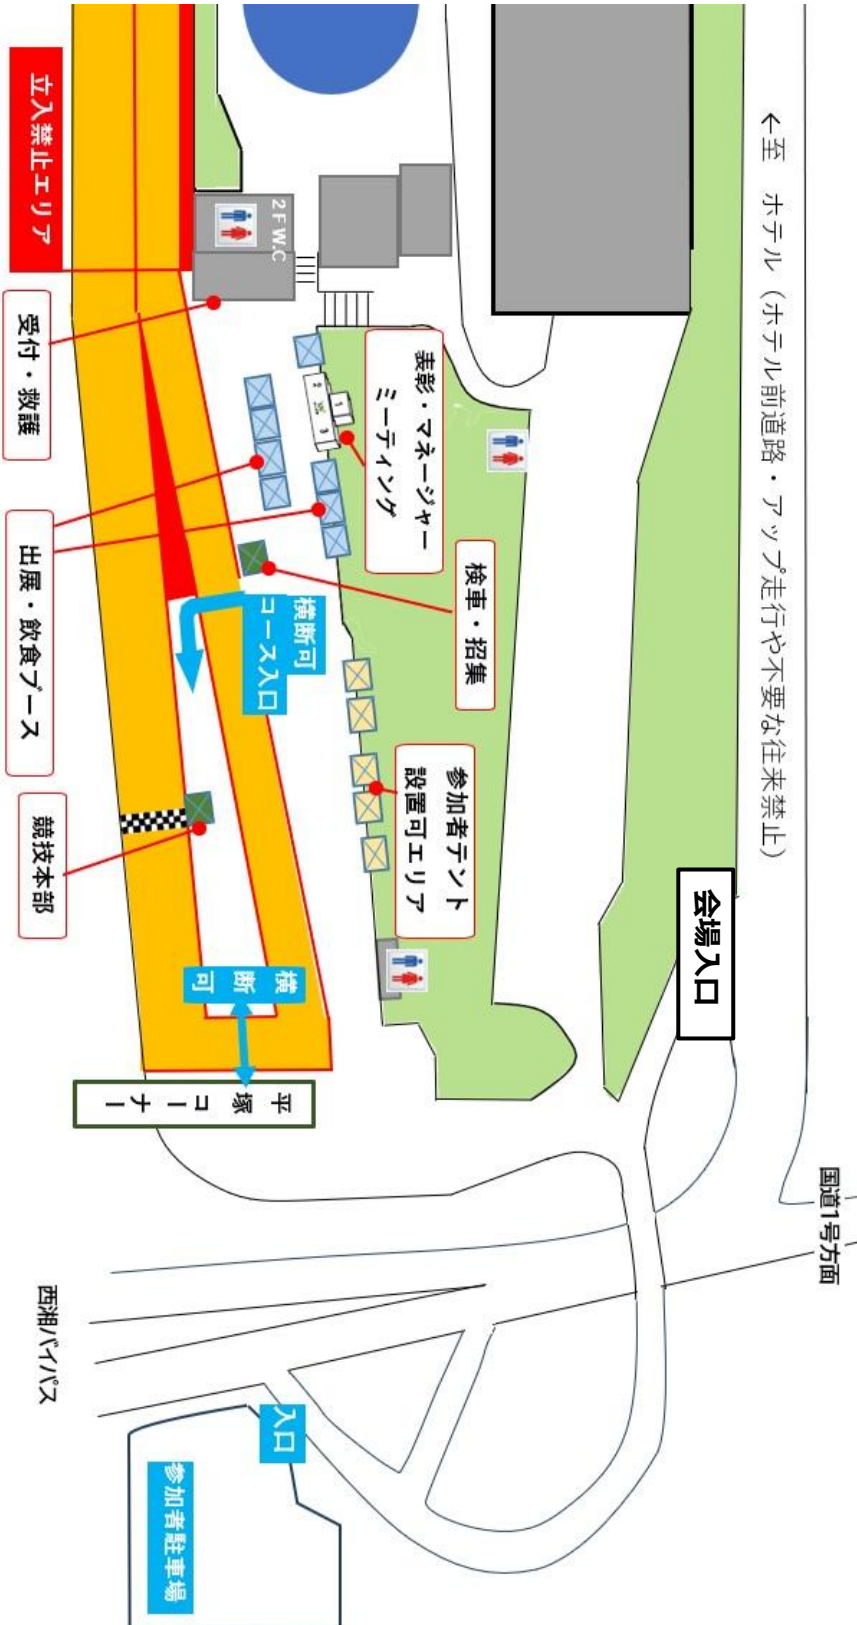 ←至　ホテル（ホテル前道路・アップ走行や不要な往来禁止）
会場入口
国道1号方面
2F W.C
表彰・マネージャー
ミーティング
1
2
3
検車・招集
参加者テント
設置可エリア
横断可
コース入口
横断可
平塚コーナー
立入禁止エリア
受付・救護
出展・飲食ブース
競技本部
西湘バイパス
入口
参加者駐車場